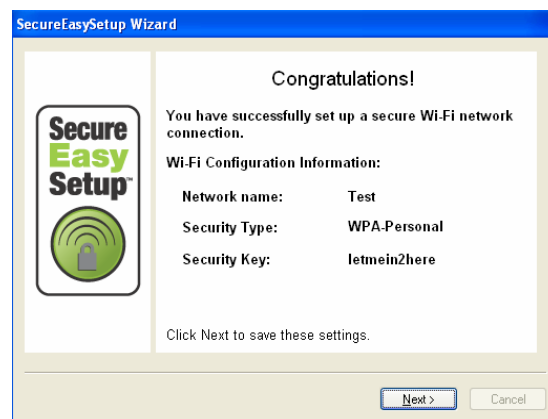 SecureEasySetup Wizard
Secure
Easy
Setup™
Congratulations!
You have successfully set up a secure Wi-Fi network
connection.
Wi-Fi Configuration Information:
Network name: Test
Security Type: WPA-Personal
Security Key: letmein2here
Click Next to save these settings.
Next > Cancel